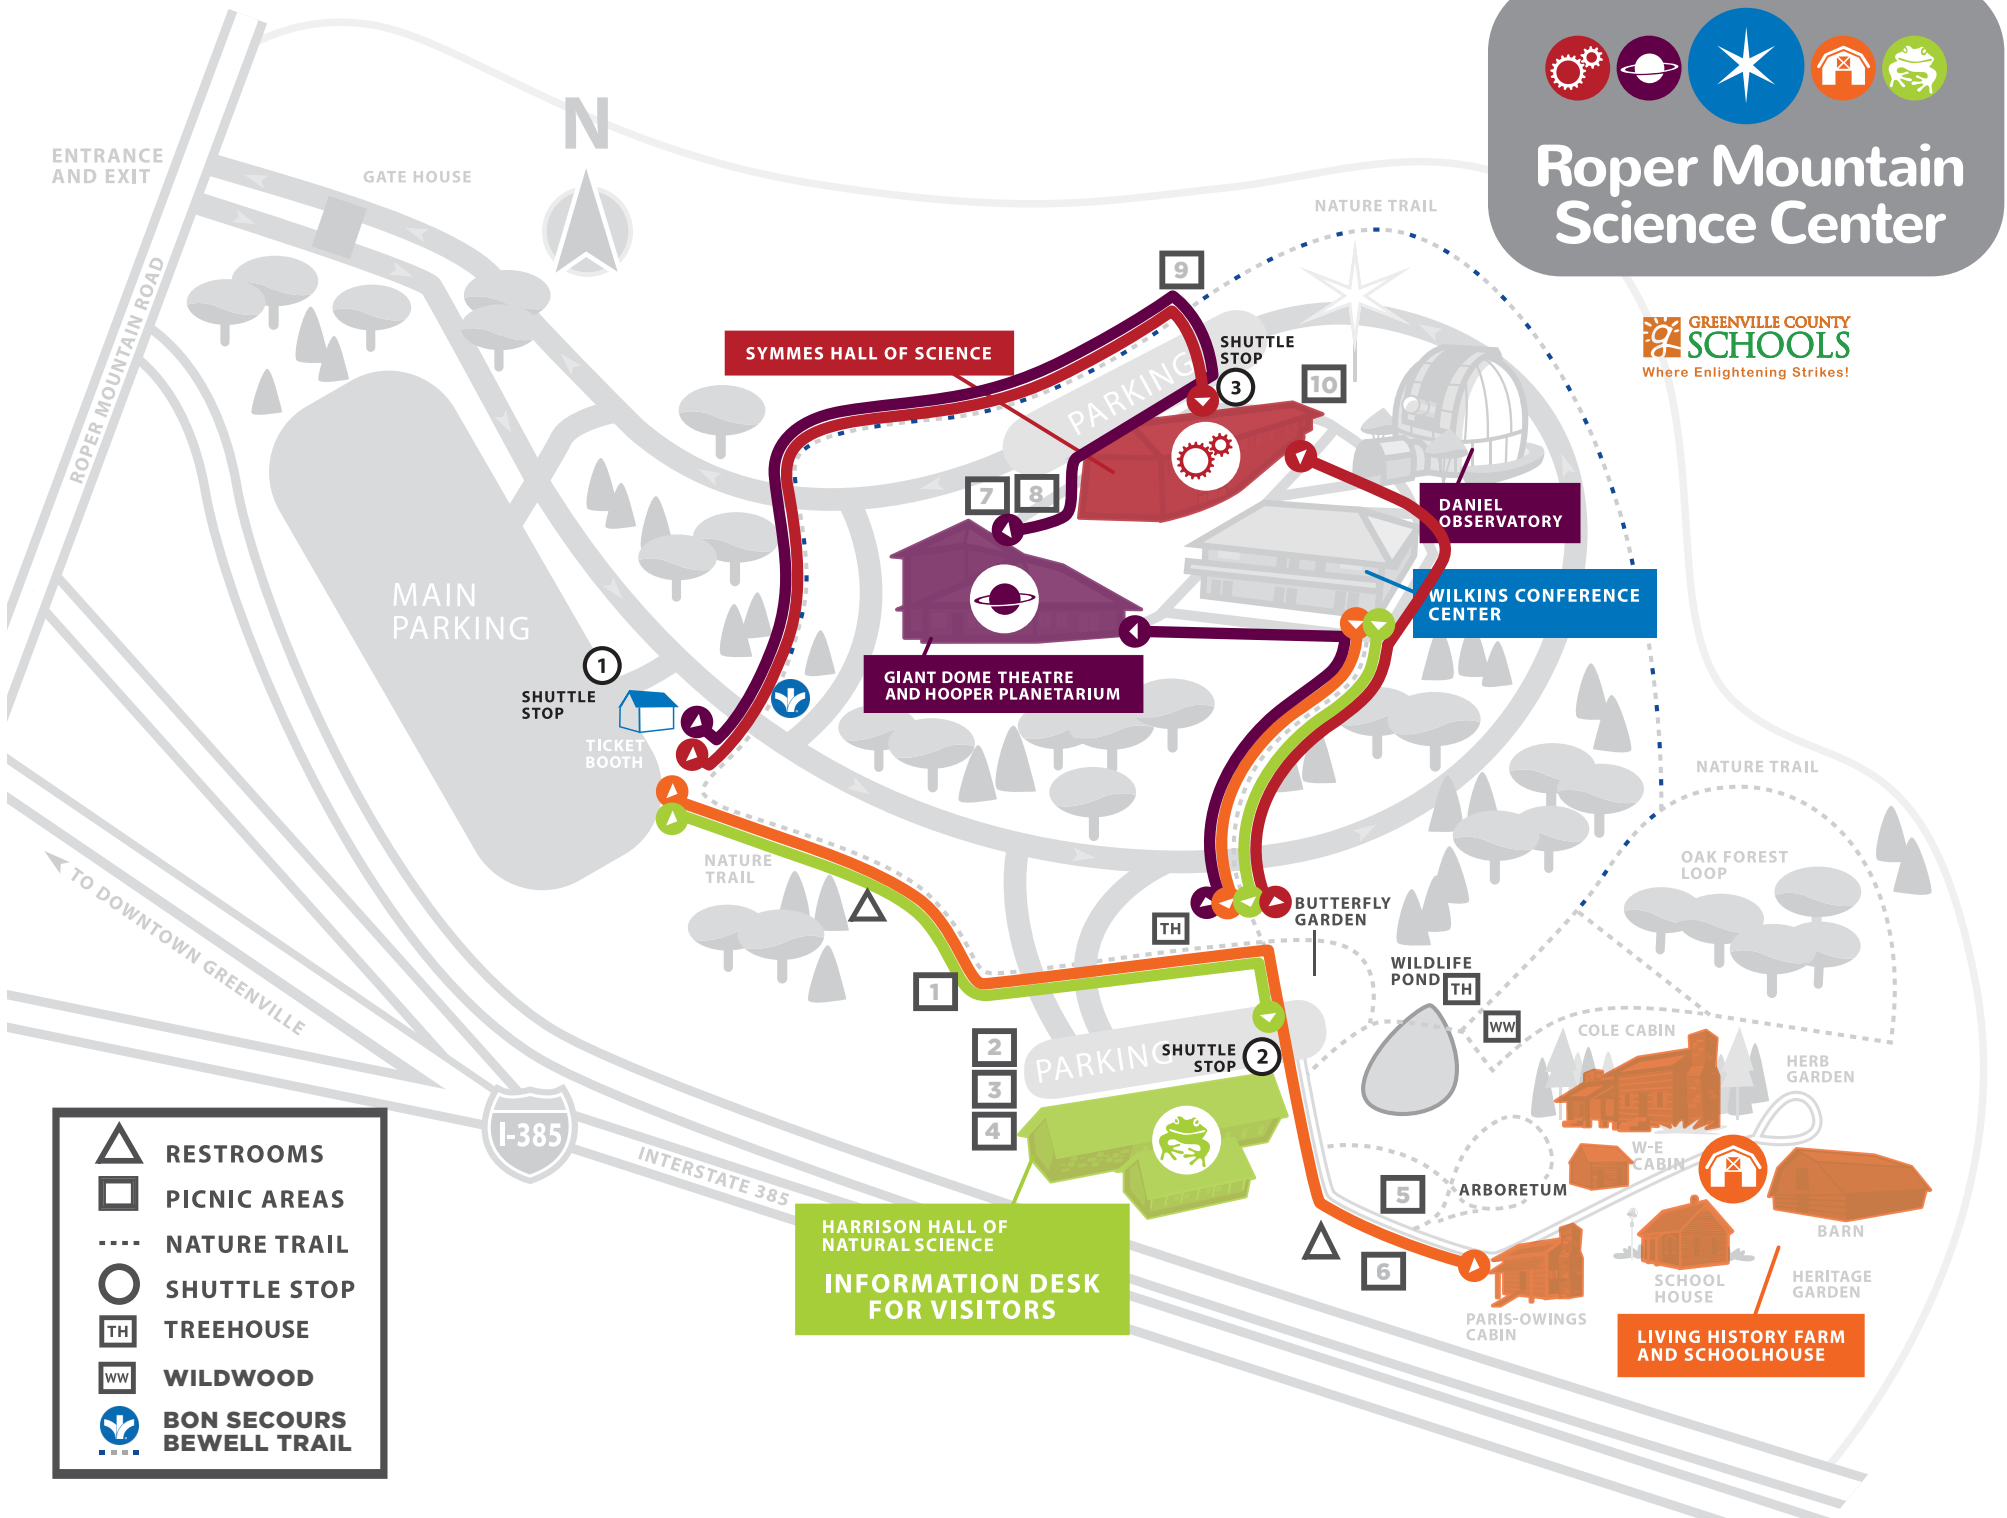 Roper Mountain
Science Center
GREENVILLE COUNTY
SCHOOLS
Where Enlightening Strikes!
N
ENTRANCE
AND EXIT
GATE HOUSE
NATURE TRAIL
ROPER MOUNTAIN ROAD
9
SYMMES HALL OF SCIENCE
SHUTTLE
STOP
3
10
PARKING
7
8
DANIEL
OBSERVATORY
MAIN
PARKING
WILKINS CONFERENCE
CENTER
1
SHUTTLE
STOP
TICKET
BOOTH
GIANT DOME THEATRE
AND HOOPER PLANETARIUM
NATURE TRAIL
NATURE
TRAIL
OAK FOREST
LOOP
TO DOWNTOWN GREENVILLE
BUTTERFLY
GARDEN
TH
WILDLIFE
POND
TH
1
WW
COLE CABIN
2
PARKING
SHUTTLE
STOP
2
HERB
GARDEN
3
4
I-385
INTERSTATE 385
W-E
CABIN
5
ARBORETUM
BARN
HARRISON HALL OF
NATURAL SCIENCE
INFORMATION DESK
FOR VISITORS
6
SCHOOL
HOUSE
HERITAGE
GARDEN
PARIS-OWINGS
CABIN
LIVING HISTORY FARM
AND SCHOOLHOUSE
RESTROOMS
PICNIC AREAS
NATURE TRAIL
SHUTTLE STOP
TH TREEHOUSE
WW WILDWOOD
BON SECOURS
BEWELL TRAIL